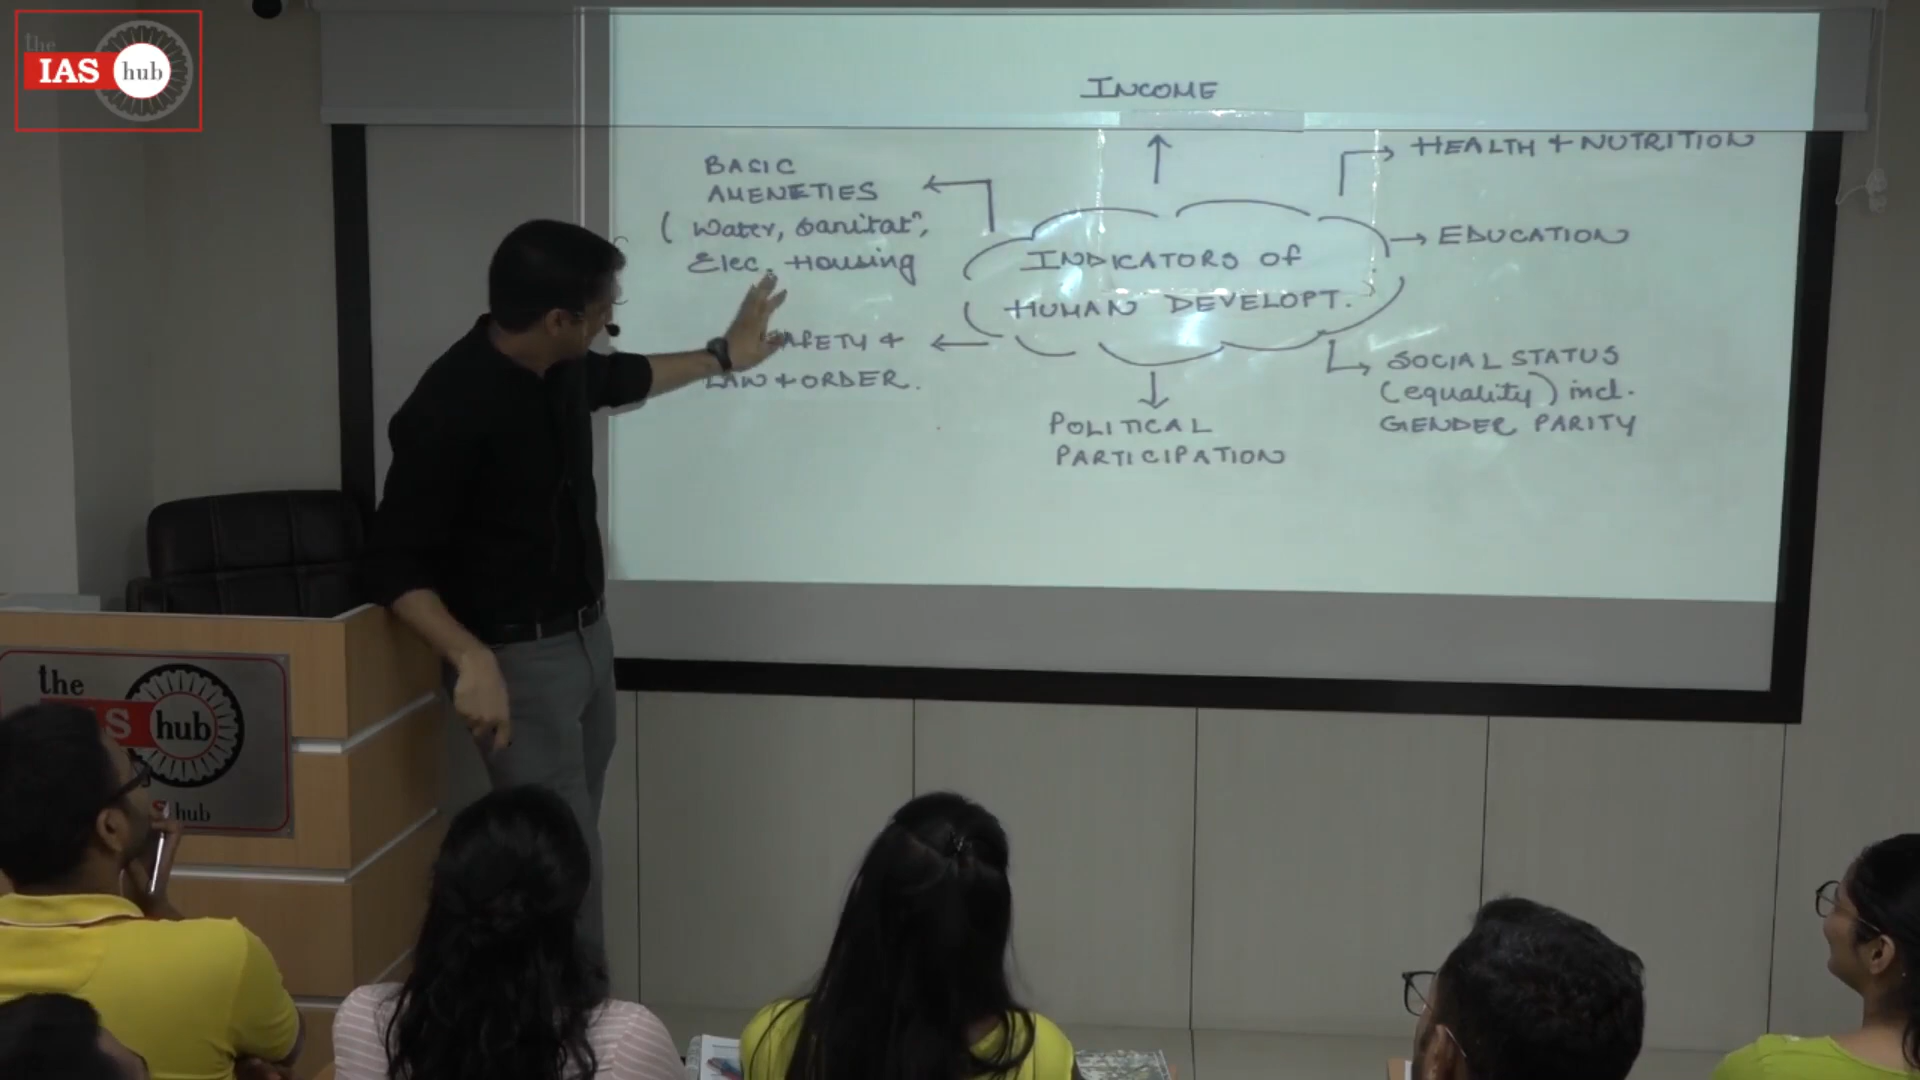 the
IAS hub
INCOME
HEALTH + NUTRITION
BASIC
AMENETIES
(Water, Sanitatn,
Elec. Housing
EDUCATION
INDICATORS OF
HUMAN DEVELOPT.
SAFETY +
LAW + ORDER.
SOCIAL STATUS
(equality) incl.
GENDER PARITY
POLITICAL
PARTICIPATION
the
hub
hub